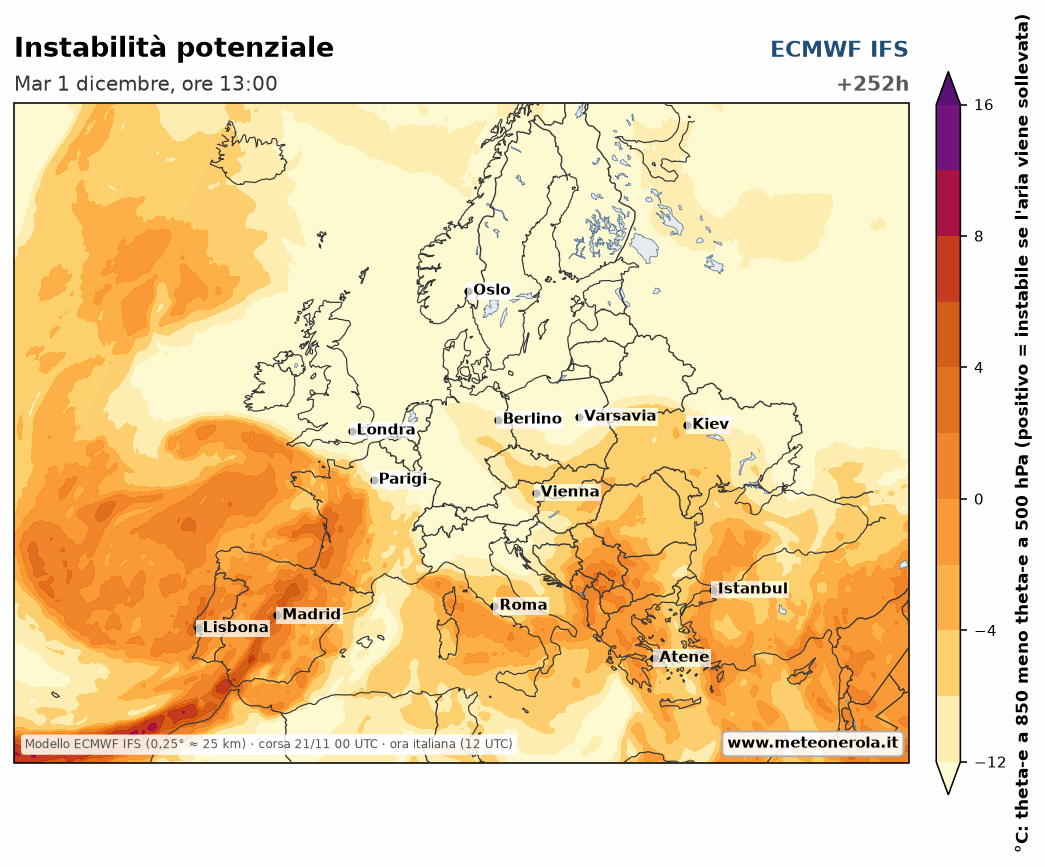 Instabilità potenziale
ECMWF IFS
Mar 1 dicembre, ore 13:00
+252h
16
8
4
0
−4
−12
°C: theta-e a 850 meno theta-e a 500 hPa (positivo = instabile se l'aria viene sollevata)
Oslo
Berlino
Varsavia
Kiev
Londra
Parigi
Vienna
Istanbul
Roma
Madrid
Lisbona
Atene
Modello ECMWF IFS (0,25° ≈ 25 km) · corsa 21/11 00 UTC · ora italiana (12 UTC)
www.meteonerola.it